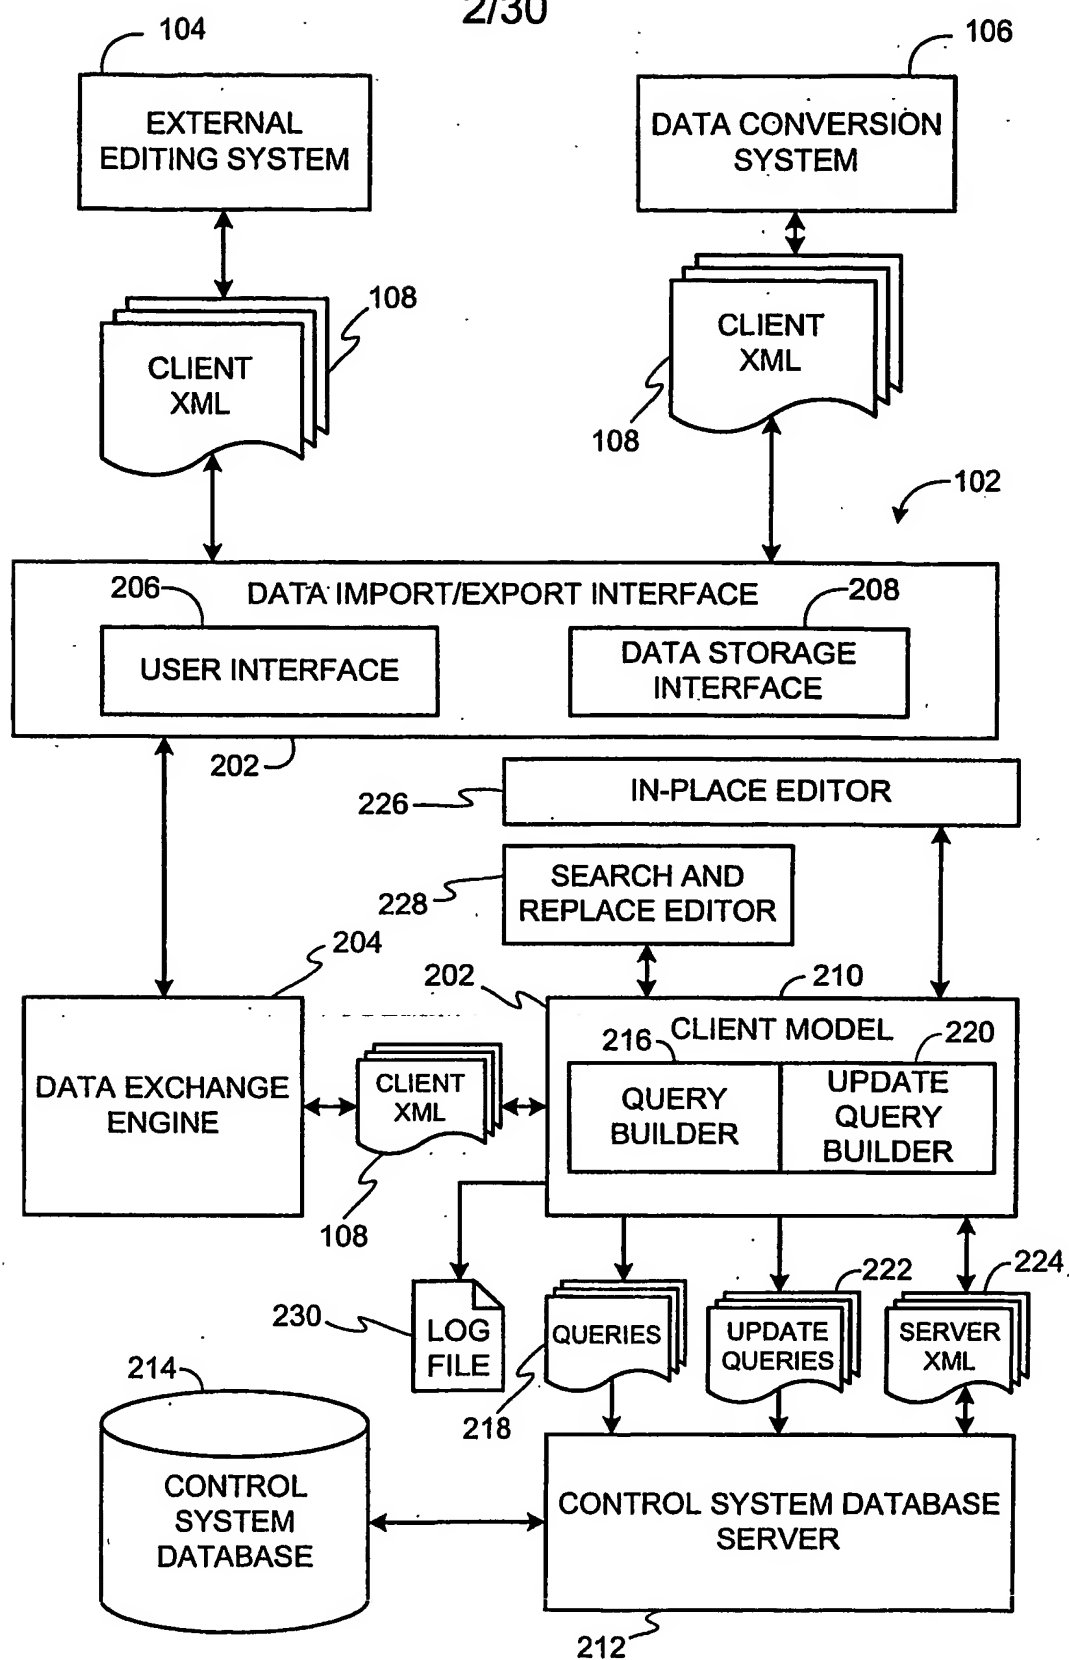 2/30
104
106
EXTERNAL
EDITING SYSTEM
DATA CONVERSION
SYSTEM
108
CLIENT
XML
CLIENT
XML
108
102
206
DATA IMPORT/EXPORT INTERFACE
208
USER INTERFACE
DATA STORAGE
INTERFACE
202
226
IN-PLACE EDITOR
228
SEARCH AND
REPLACE EDITOR
204
202
210
CLIENT MODEL
216
220
DATA EXCHANGE
ENGINE
CLIENT
XML
QUERY
BUILDER
UPDATE
QUERY
BUILDER
108
222
224
230
LOG
FILE
QUERIES
UPDATE
QUERIES
SERVER
XML
214
218
CONTROL
SYSTEM
DATABASE
CONTROL SYSTEM DATABASE
SERVER
212